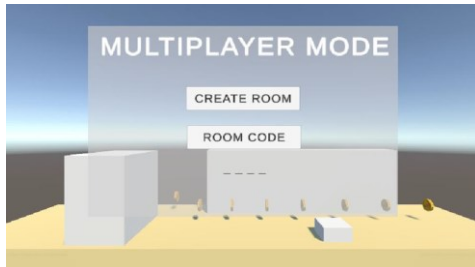 MULTIPLAYER MODE
CREATE ROOM
ROOM CODE
_ _ _ _